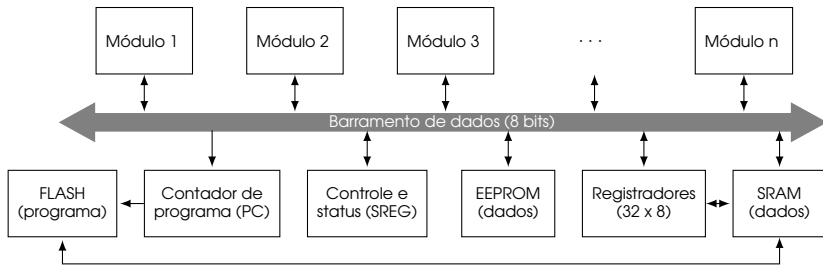 Módulo 1
Módulo 2
Módulo 3
. . .
Módulo n
Barramento de dados (8 bits)
FLASH
(programa)
Contador de
programa (PC)
Controle e
status (SREG)
EEPROM
(dados)
Registradores
(32 x 8)
SRAM
(dados)